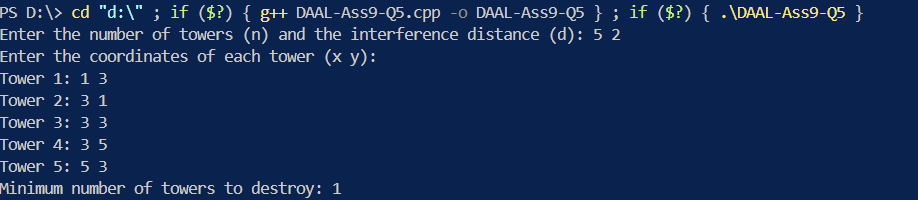 PS D:\> cd "d:\" ; if ($?) { g++ DAAL-Ass9-Q5.cpp -o DAAL-Ass9-Q5 } ; if ($?) { .\DAAL-Ass9-Q5 }
Enter the number of towers (n) and the interference distance (d): 5 2
Enter the coordinates of each tower (x y):
Tower 1: 1 3
Tower 2: 3 1
Tower 3: 3 3
Tower 4: 3 5
Tower 5: 5 3
Minimum number of towers to destroy: 1